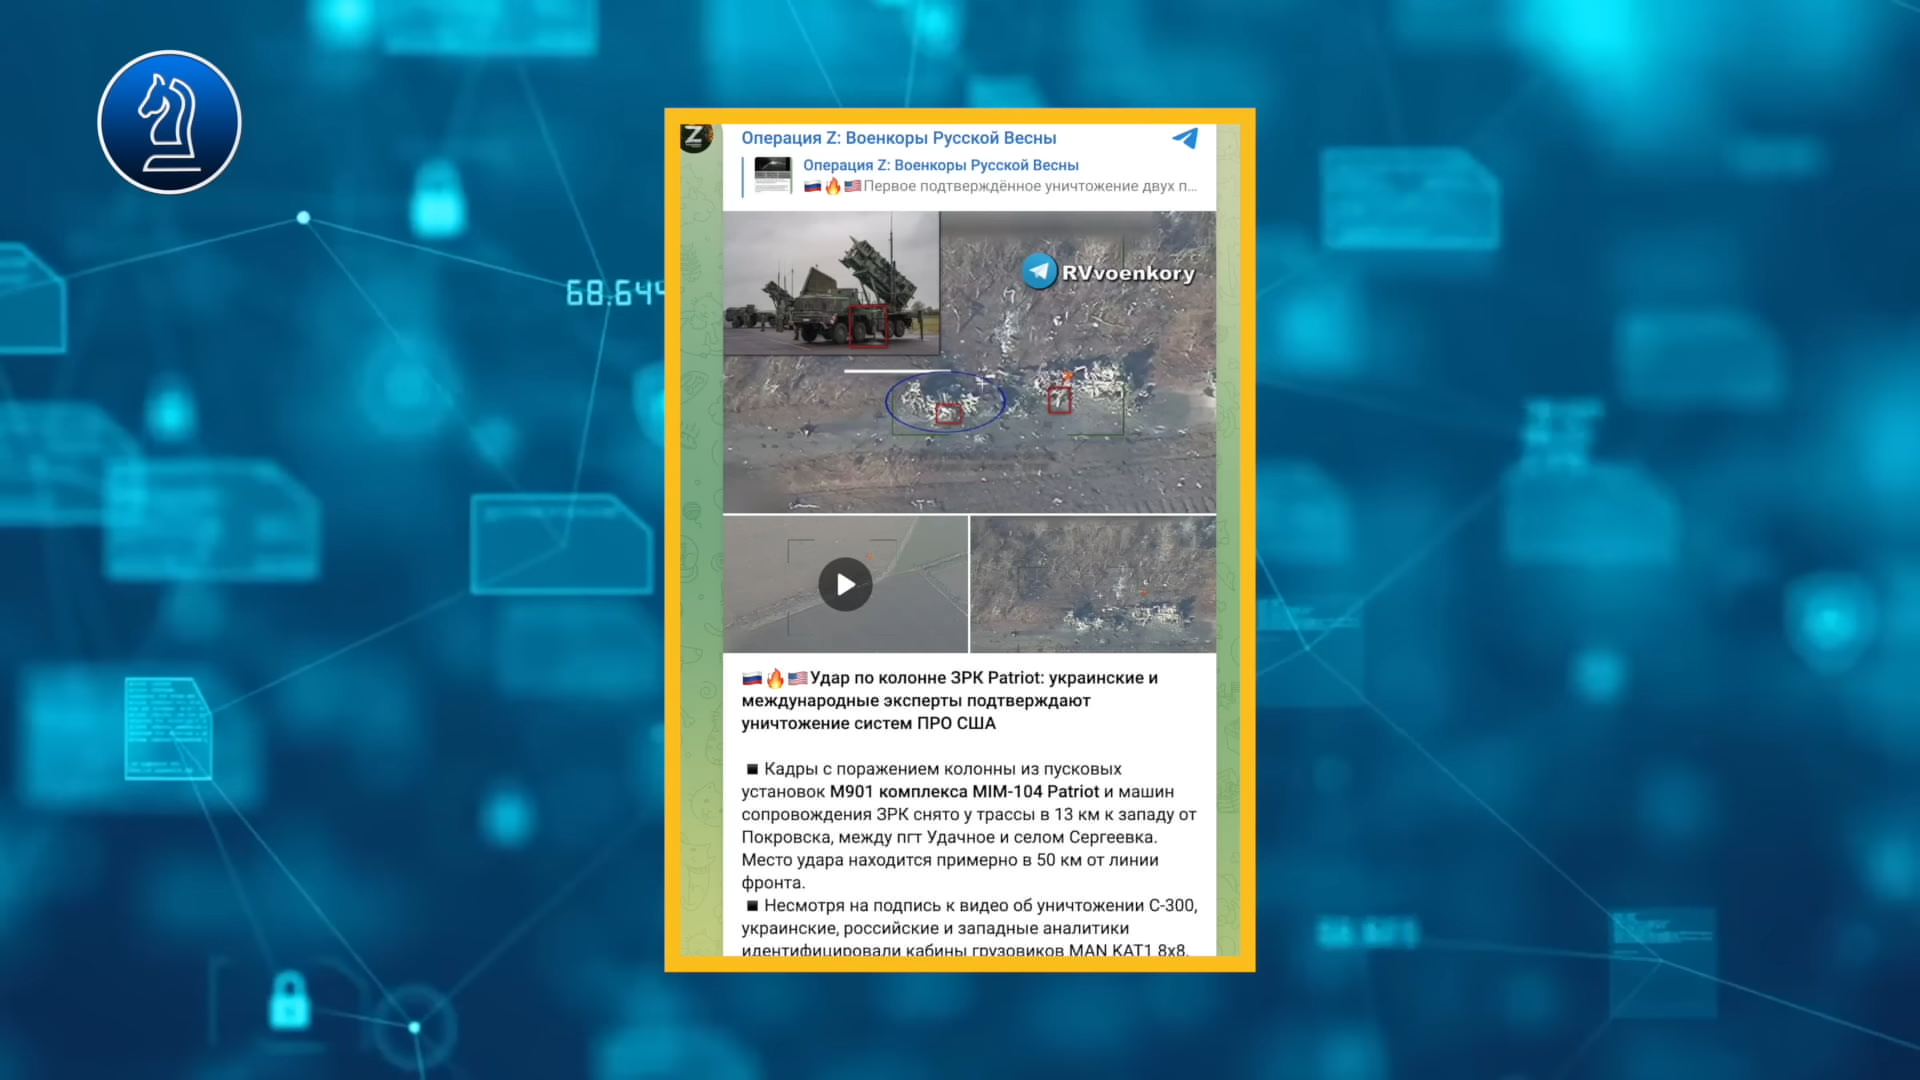 Операция Z: Военкоры Русской Весны
Операция Z: Военкоры Русской Весны
Первое подтверждённое уничтожение двух п...
RVvoenkory
68.644
Удар по колонне ЗРК Patriot: украинские и
международные эксперты подтверждают
уничтожение систем ПРО США
Кадры с поражением колонны из пусковых
установок M901 комплекса MIM-104 Patriot и машин
сопровождения ЗРК снято у трассы в 13 км к западу от
Покровска, между пгт Удачное и селом Сергеевка.
Место удара находится примерно в 50 км от линии
фронта.
Несмотря на подпись к видео об уничтожении С-300,
украинские, российские и западные аналитики
идентифицировали кабины грузовиков MAN KAT1 8x8,